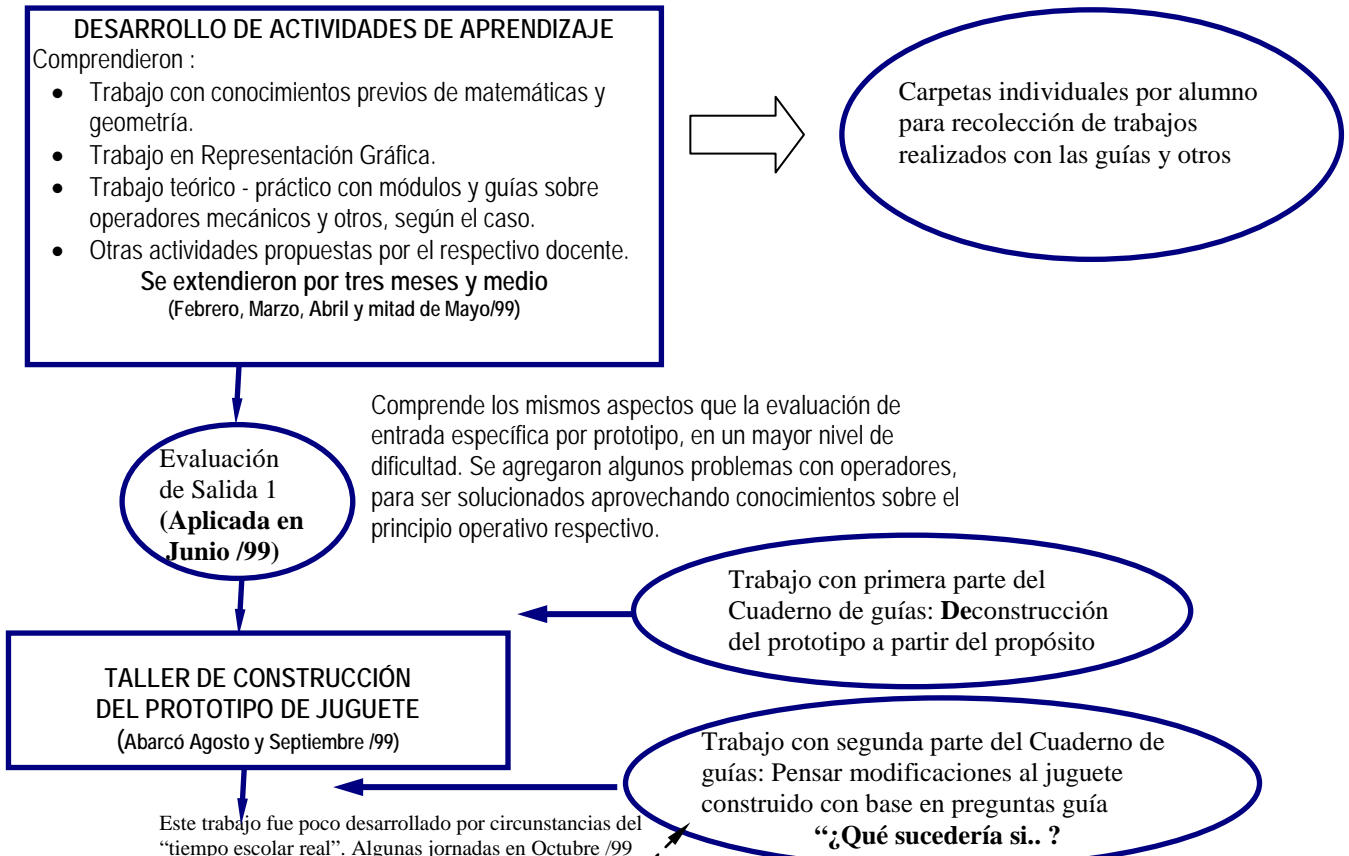 DESARROLLO DE ACTIVIDADES DE APRENDIZAJE
Comprendieron :
• Trabajo con conocimientos previos de matemáticas y
geometría.
• Trabajo en Representación Gráfica.
• Trabajo teórico - práctico con módulos y guías sobre
operadores mecánicos y otros, según el caso.
• Otras actividades propuestas por el respectivo docente.
Se extendieron por tres meses y medio
(Febrero, Marzo, Abril y mitad de Mayo/99)
Carpetas individuales por alumno
para recolección de trabajos
realizados con las guías y otros
Evaluación
de Salida 1
(Aplicada en
Junio /99)
Comprende los mismos aspectos que la evaluación de
entrada específica por prototipo, en un mayor nivel de
dificultad. Se agregaron algunos problemas con operadores,
para ser solucionados aprovechando conocimientos sobre el
principio operativo respectivo.
Trabajo con primera parte del
Cuaderno de guías: Deconstrucción
del prototipo a partir del propósito
TALLER DE CONSTRUCCIÓN
DEL PROTOTIPO DE JUGUETE
(Abarcó Agosto y Septiembre /99)
Trabajo con segunda parte del Cuaderno de
guías: Pensar modificaciones al juguete
construido con base en preguntas guía
“¿Qué sucedería si.. ?
Este trabajo fue poco desarrollado por circunstancias del
“tiempo escolar real”. Algunas jornadas en Octubre /99